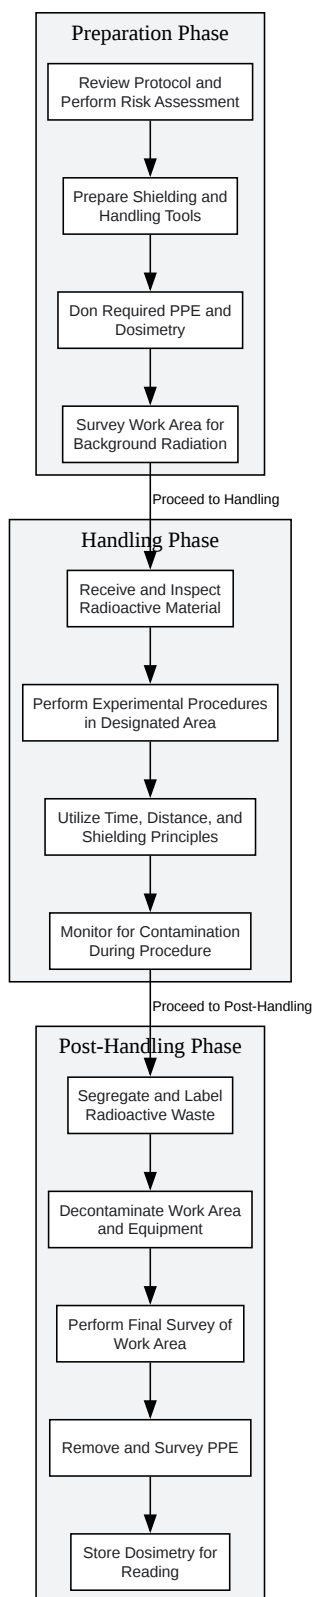 Preparation Phase
Review Protocol and
Perform Risk Assessment
Prepare Shielding and
Handling Tools
Don Required PPE and
Dosimetry
Survey Work Area for
Background Radiation
Proceed to Handling
Handling Phase
Receive and Inspect
Radioactive Material
Perform Experimental Procedures
in Designated Area
Utilize Time, Distance, and
Shielding Principles
Monitor for Contamination
During Procedure
Proceed to Post-Handling
Post-Handling Phase
Segregate and Label
Radioactive Waste
Decontaminate Work Area
and Equipment
Perform Final Survey of
Work Area
Remove and Survey PPE
Store Dosimetry for
Reading